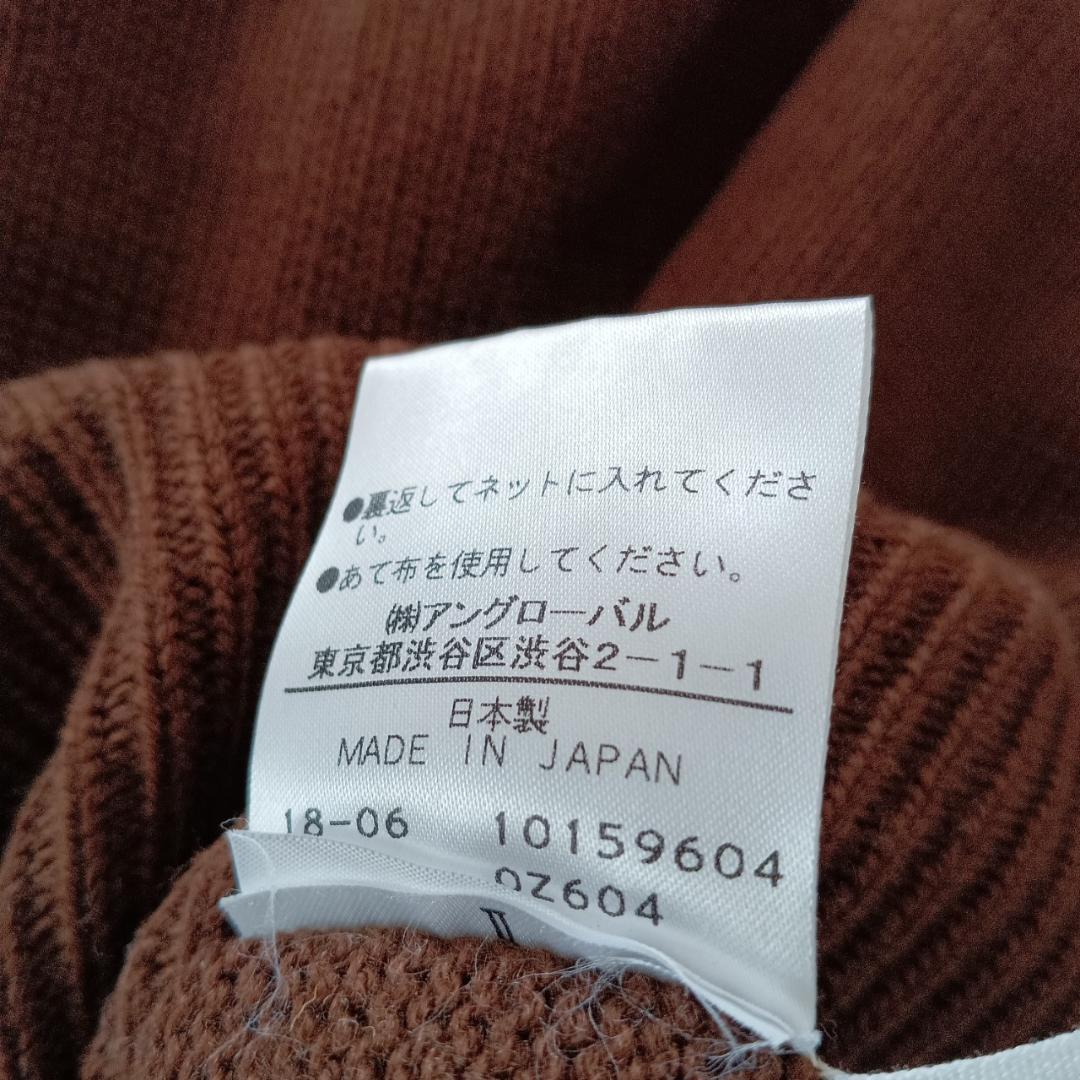 ●裏返してネットに入れてくださ
い。
●あて布を使用してください。
(株)アングローバル
東京都渋谷区渋谷2-1-1
日本製
MADE IN JAPAN
18-06 10159604
0Z604